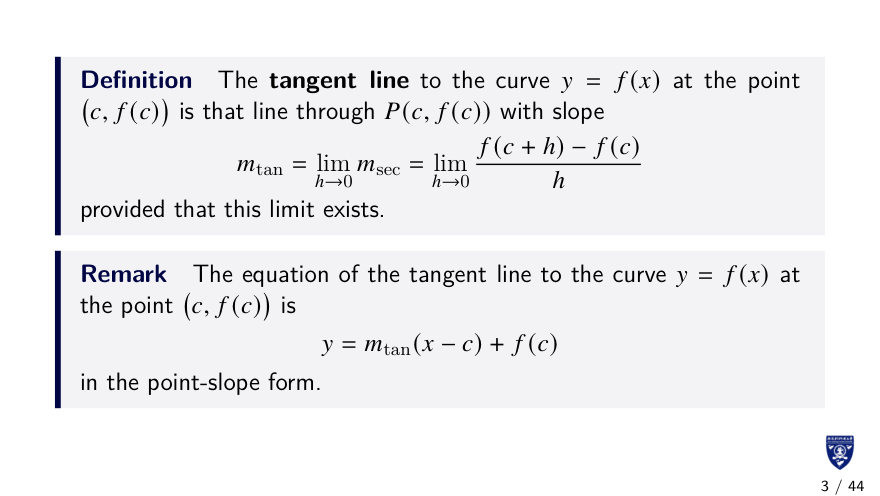 Definition The tangent line to the curve y = f(x) at the point
(c, f(c)) is that line through P(c, f(c)) with slope
m_tan = lim_{h→0} m_sec = lim_{h→0} \frac{f(c + h) − f(c)}{h}
provided that this limit exists.
Remark The equation of the tangent line to the curve y = f(x) at
the point (c, f(c)) is
y = m_tan(x − c) + f(c)
in the point-slope form.
3 / 44